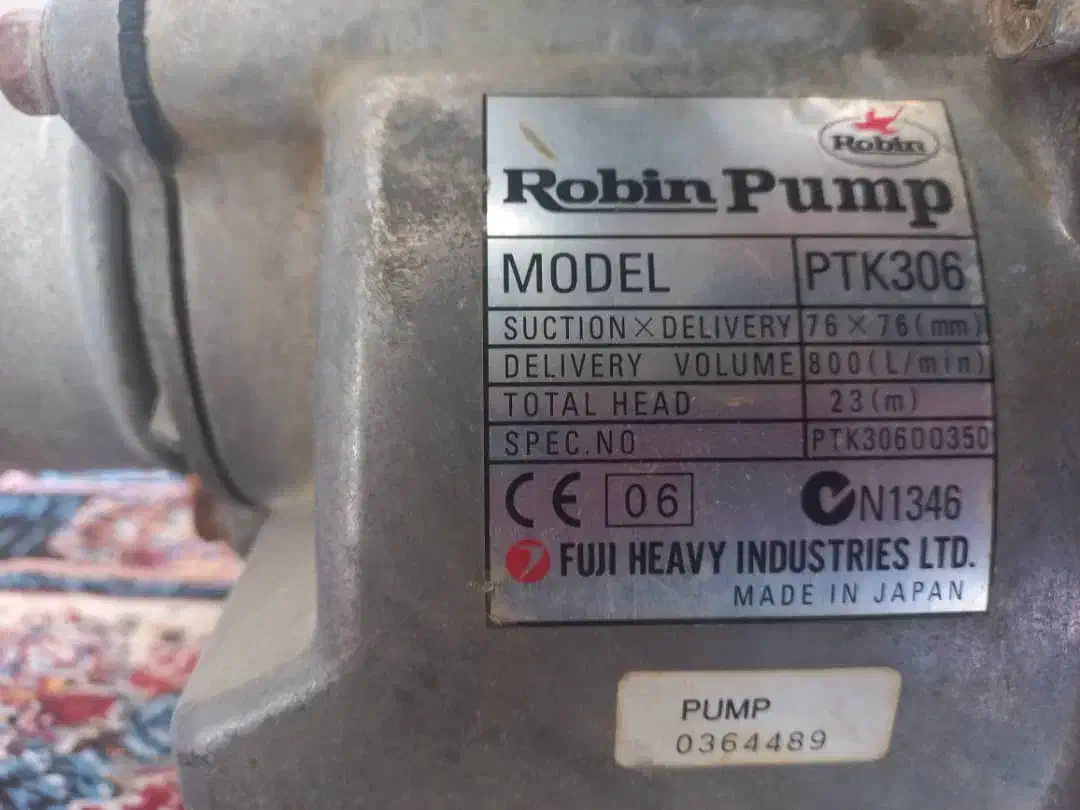 Robin
Robin Pump
MODEL PTK306
SUCTION×DELIVERY 76×76(mm)
DELIVERY VOLUME 800(L/min)
TOTAL HEAD 23(m)
SPEC.NO PTK30600350
CE 06 N1346
FUJI HEAVY INDUSTRIES LTD.
MADE IN JAPAN
PUMP
0364489